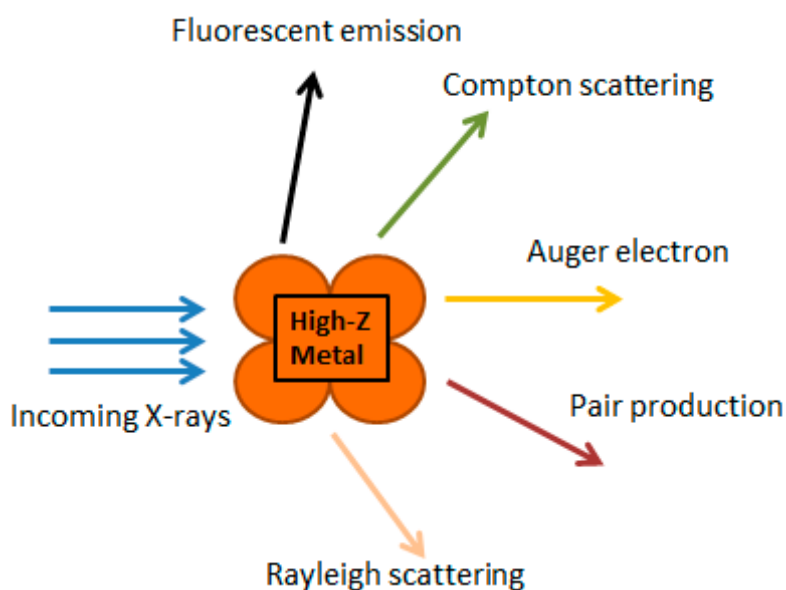 Fluorescent emission
Compton scattering
Auger electron
High-Z
Metal
Pair production
Incoming X-rays
Rayleigh scattering